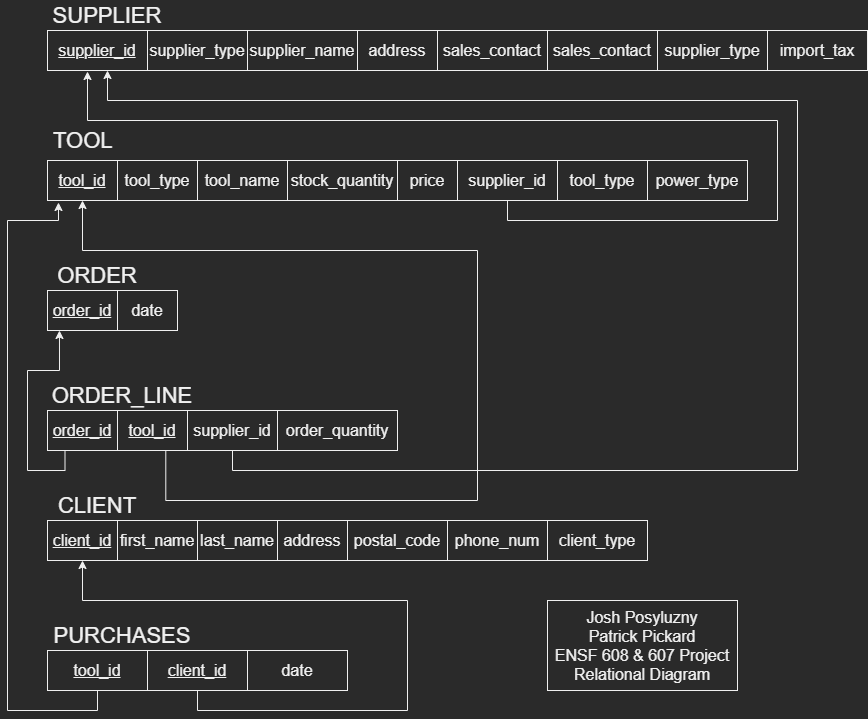 SUPPLIER
supplier_id supplier_type supplier_name address sales_contact sales_contact supplier_type import_tax
TOOL
tool_id tool_type tool_name stock_quantity price supplier_id tool_type power_type
ORDER
order_id date
ORDER_LINE
order_id tool_id supplier_id order_quantity
CLIENT
client_id first_name last_name address postal_code phone_num client_type
PURCHASES
tool_id client_id date
Josh Posyluzny
Patrick Pickard
ENSF 608 & 607 Project
Relational Diagram